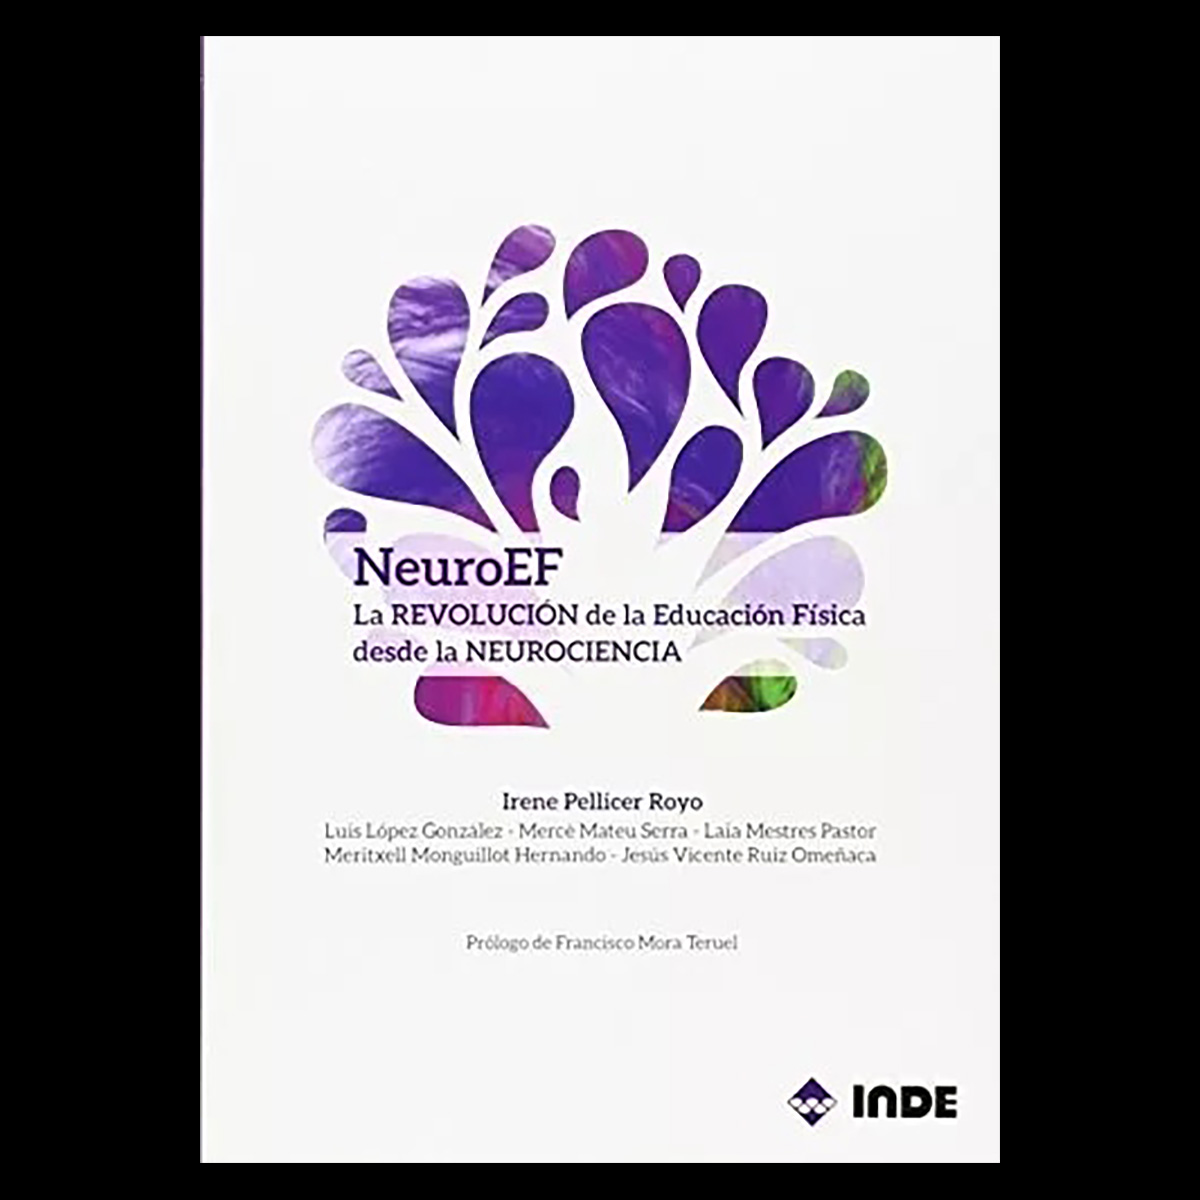 NeuroEF
La REVOLUCIÓN de la Educación Física
desde la NEUROCIENCIA
Irene Pellicer Royo
Luis López González - Mercè Mateu Serra - Laia Mestres Pastor
Meritxell Monguillot Hernando - Jesús Vicente Ruiz Omeñaca
Prólogo de Francisco Mora Teruel
INDE